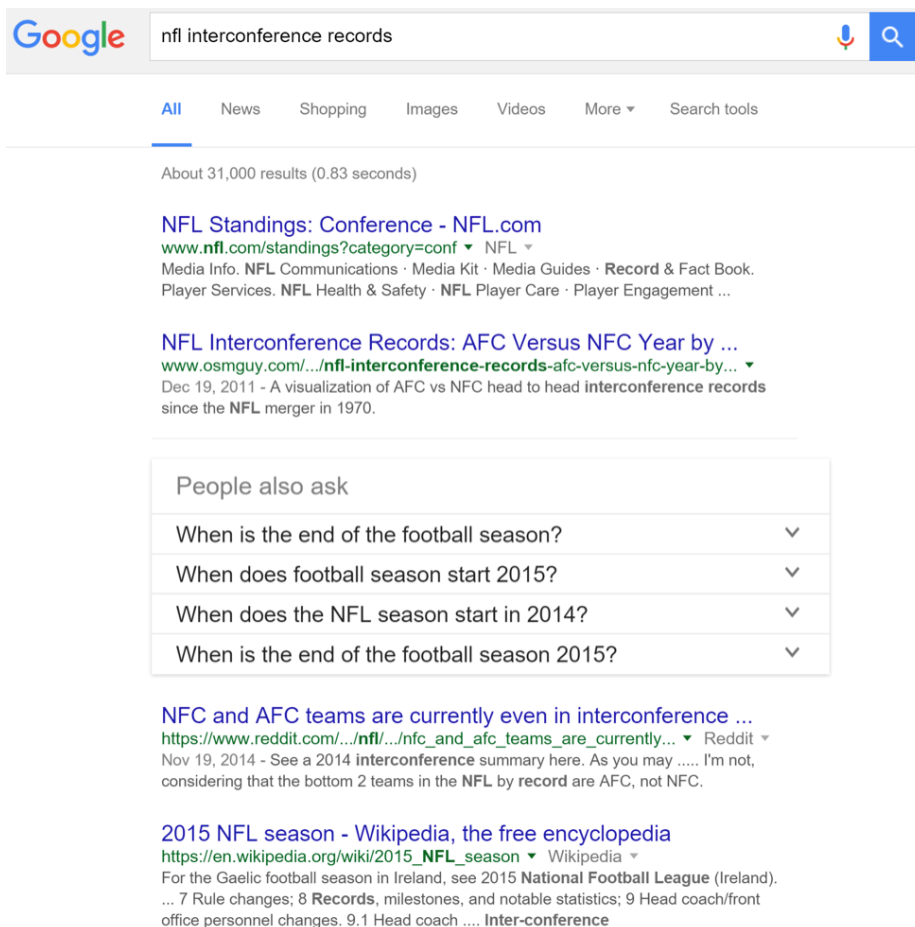 Google
nfl interconference records
All News Shopping Images Videos More Search tools
About 31,000 results (0.83 seconds)
NFL Standings: Conference - NFL.com
www.nfl.com/standings?category=conf NFL
Media Info. NFL Communications · Media Kit · Media Guides · Record & Fact Book.
Player Services. NFL Health & Safety · NFL Player Care · Player Engagement ...
NFL Interconference Records: AFC Versus NFC Year by ...
www.osmguy.com/.../nfl-interconference-records-afc-versus-nfc-year-by...
Dec 19, 2011 - A visualization of AFC vs NFC head to head interconference records
since the NFL merger in 1970.
People also ask
When is the end of the football season?
When does football season start 2015?
When does the NFL season start in 2014?
When is the end of the football season 2015?
NFC and AFC teams are currently even in interconference ...
https://www.reddit.com/.../nfl/.../nfc_and_afc_teams_are_currently... Reddit
Nov 19, 2014 - See a 2014 interconference summary here. As you may ..... I'm not,
considering that the bottom 2 teams in the NFL by record are AFC, not NFC.
2015 NFL season - Wikipedia, the free encyclopedia
https://en.wikipedia.org/wiki/2015_NFL_season Wikipedia
For the Gaelic football season in Ireland, see 2015 National Football League (Ireland).
... 7 Rule changes; 8 Records, milestones, and notable statistics; 9 Head coach/front
office personnel changes. 9.1 Head coach .... Inter-conference